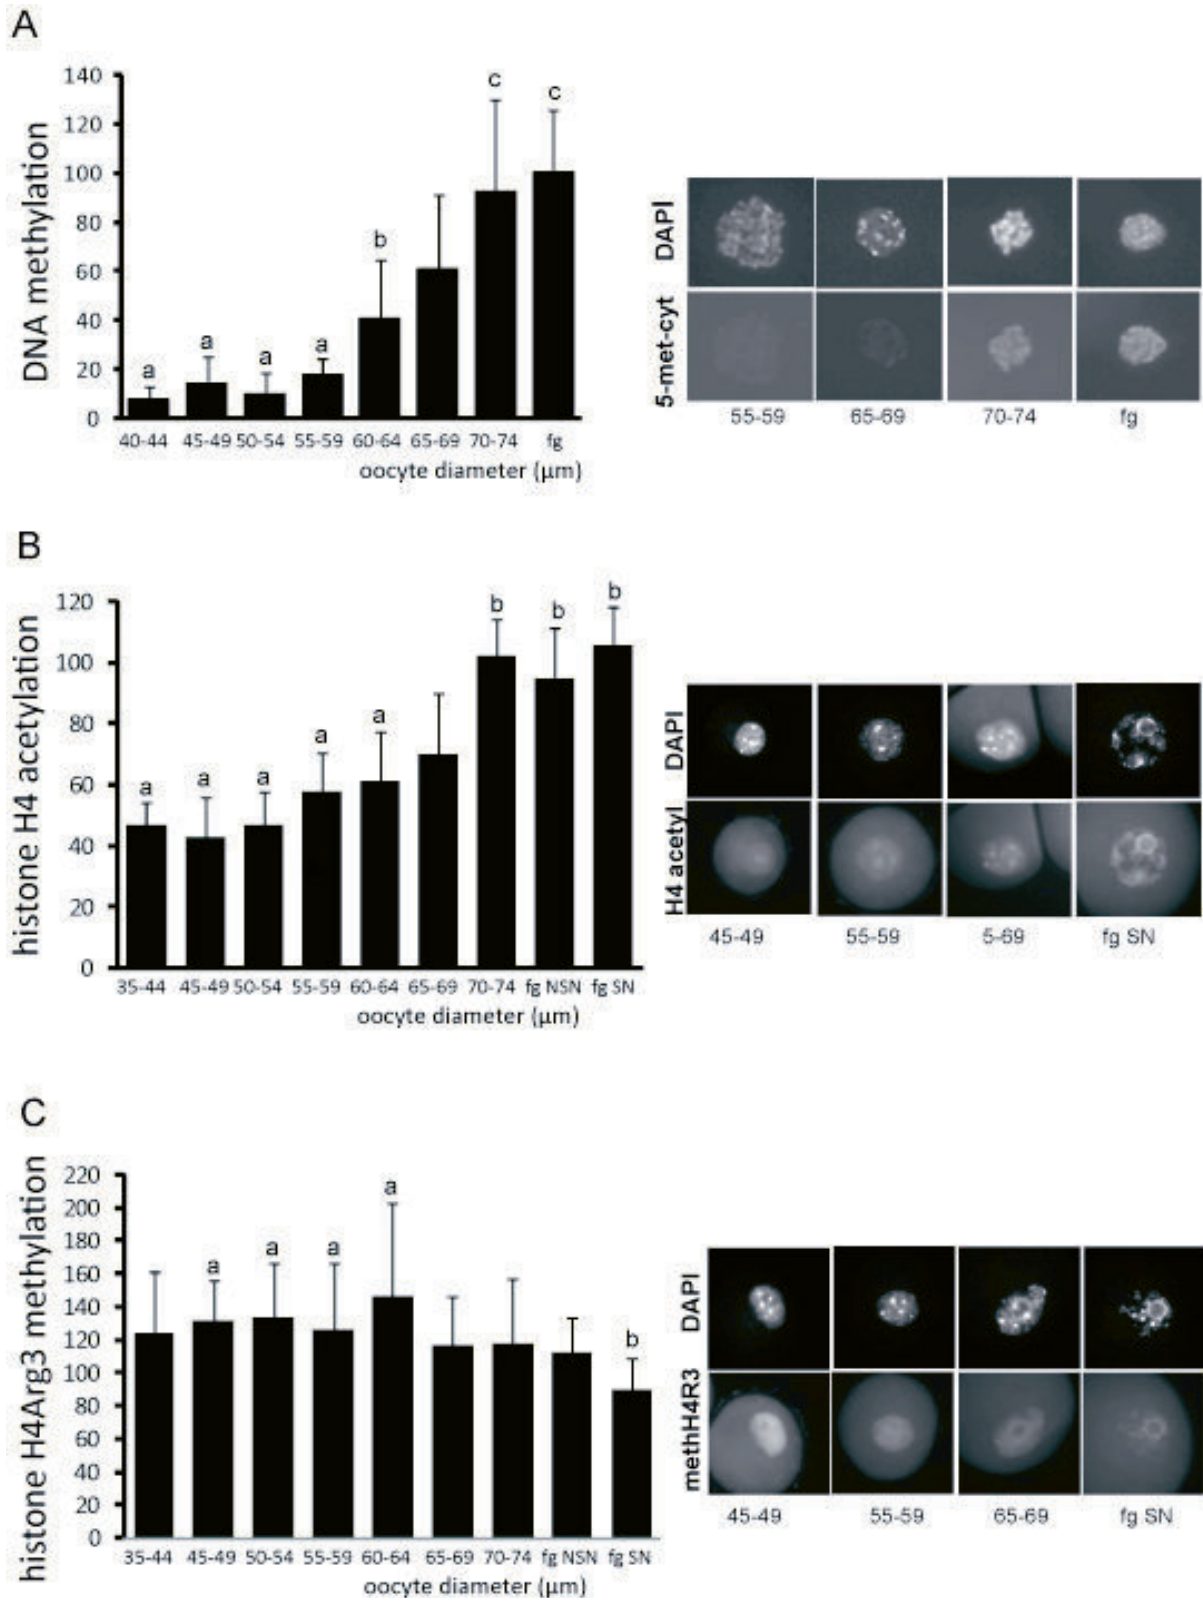 A
DNA methylation
140
120
100
80
60
40
20
0
a a a a b c c
40-44 45-49 50-54 55-59 60-64 65-69 70-74 fg
oocyte diameter (µm)
DAPI
5-met-cyt
55-59 65-69 70-74 fg
B
histone H4 acetylation
120
100
80
60
40
20
0
a a a a a b b b
35-44 45-49 50-54 55-59 60-64 65-69 70-74 fg NSN fg SN
oocyte diameter (µm)
DAPI
H4 acetyl
45-49 55-59 5-69 fg SN
C
histone H4Arg3 methylation
220
200
180
160
140
120
100
80
60
40
20
0
a a a a b
35-44 45-49 50-54 55-59 60-64 65-69 70-74 fg NSN fg SN
oocyte diameter (µm)
DAPI
methH4R3
45-49 55-59 65-69 fg SN